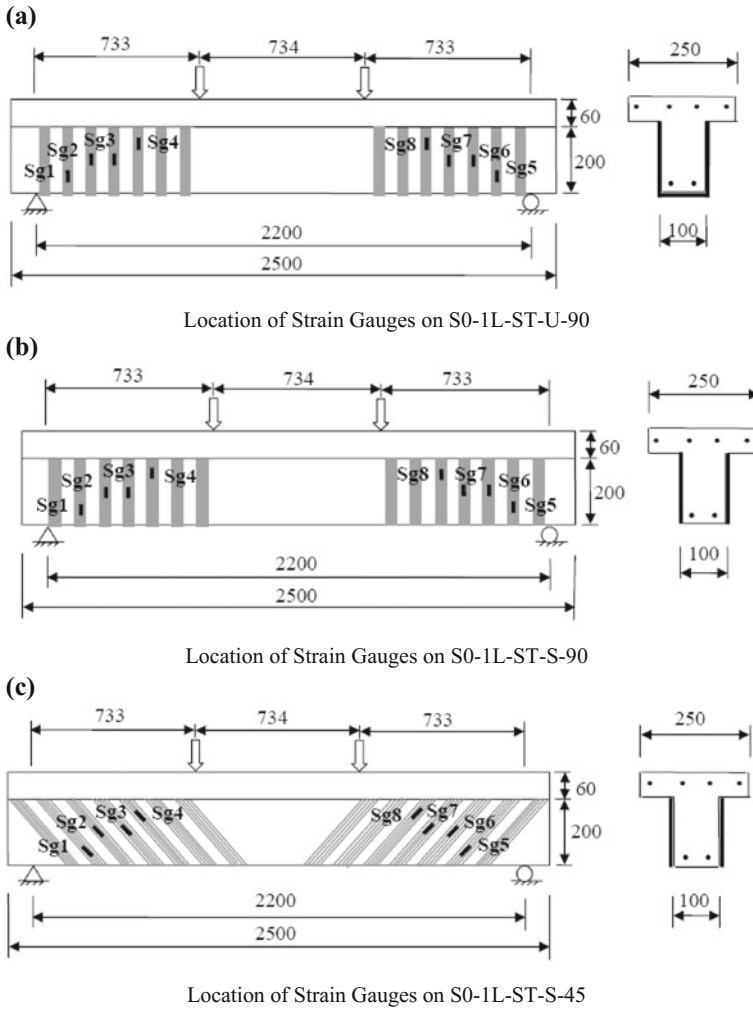 (a)
733 734 733 250
60
Sg3 Sg4 Sg8 Sg7
Sg2 Sg6
Sg1 Sg5
200
2200 100
2500
Location of Strain Gauges on S0-1L-ST-U-90
(b)
733 734 733 250
60
Sg3 Sg4 Sg8 Sg7
Sg2 Sg6
Sg1 Sg5
200
2200 100
2500
Location of Strain Gauges on S0-1L-ST-S-90
(c)
733 734 733 250
60
Sg3 Sg4 Sg8 Sg7
Sg2 Sg6
Sg1 Sg5
200
2200 100
2500
Location of Strain Gauges on S0-1L-ST-S-45